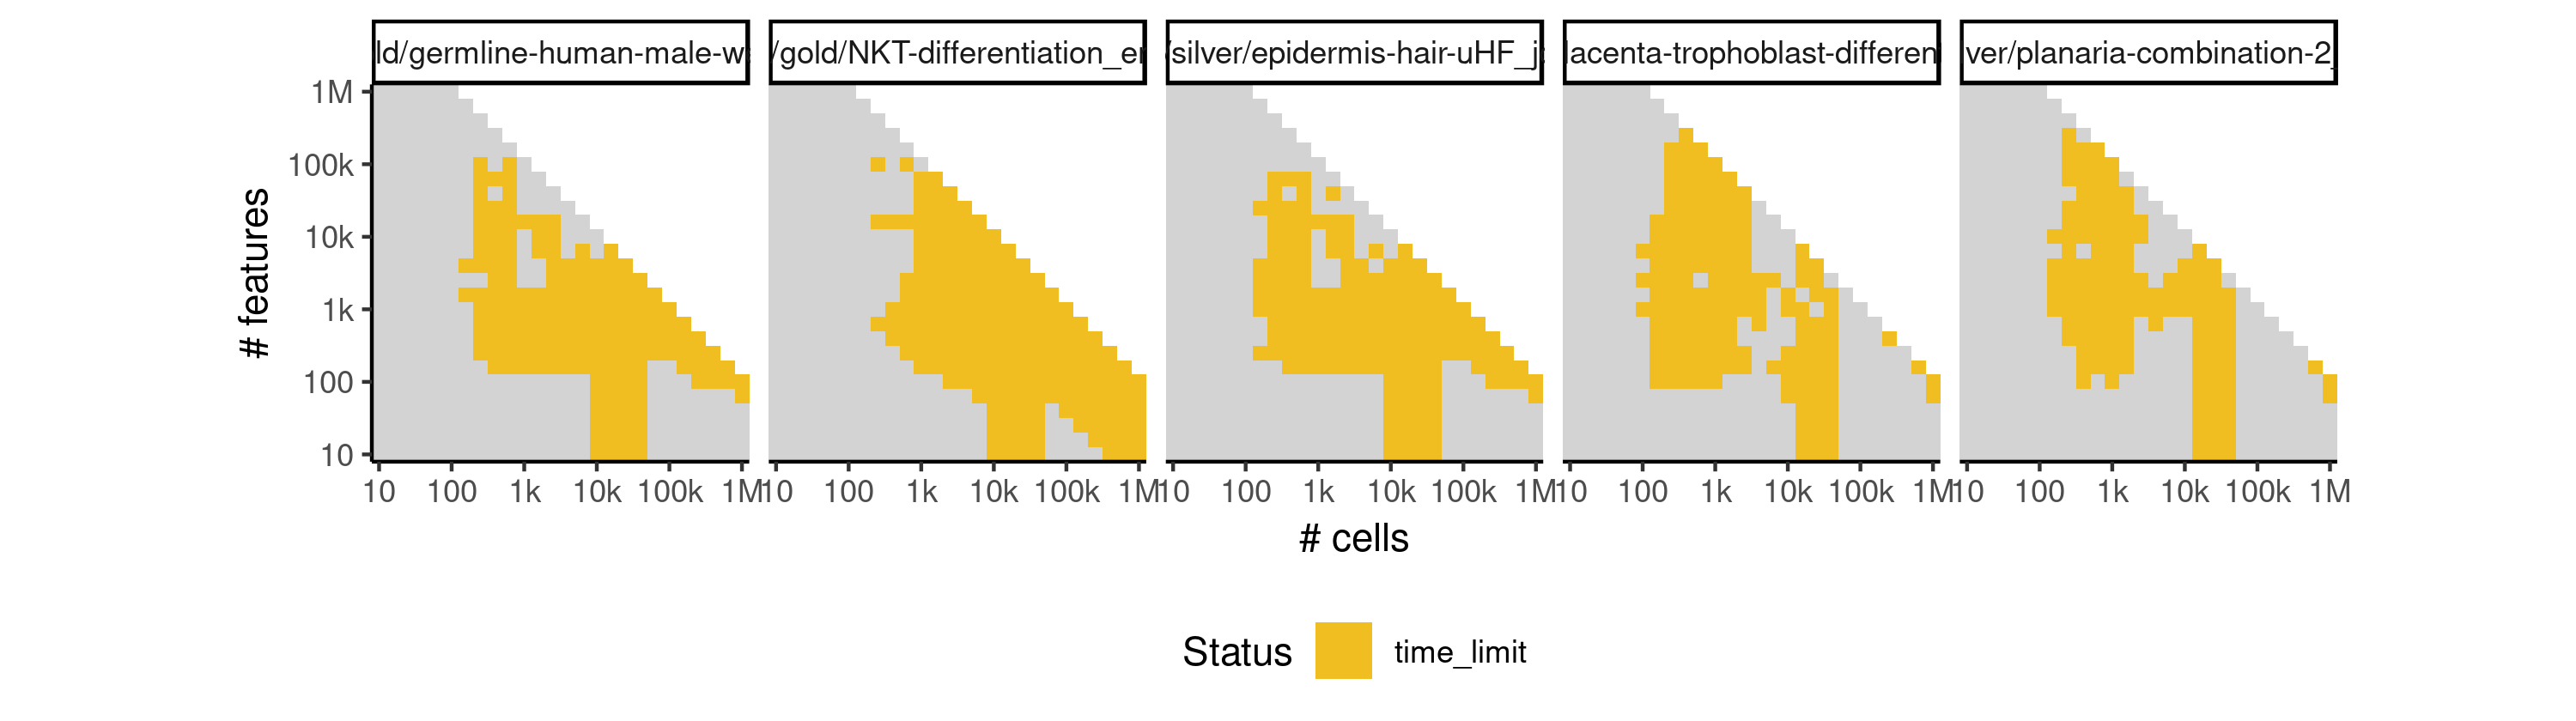 ld/germline-human-male-w
/gold/NKT-differentiation_er
/silver/epidermis-hair-uHF_j
lacenta-trophoblast-differen
ver/planaria-combination-2
# features
1M
100k
10k
1k
100
10
10 100 1k 10k 100k 1M
10 100 1k 10k 100k 1M
10 100 1k 10k 100k 1M
10 100 1k 10k 100k 1M
10 100 1k 10k 100k 1M
# cells
Status
time_limit